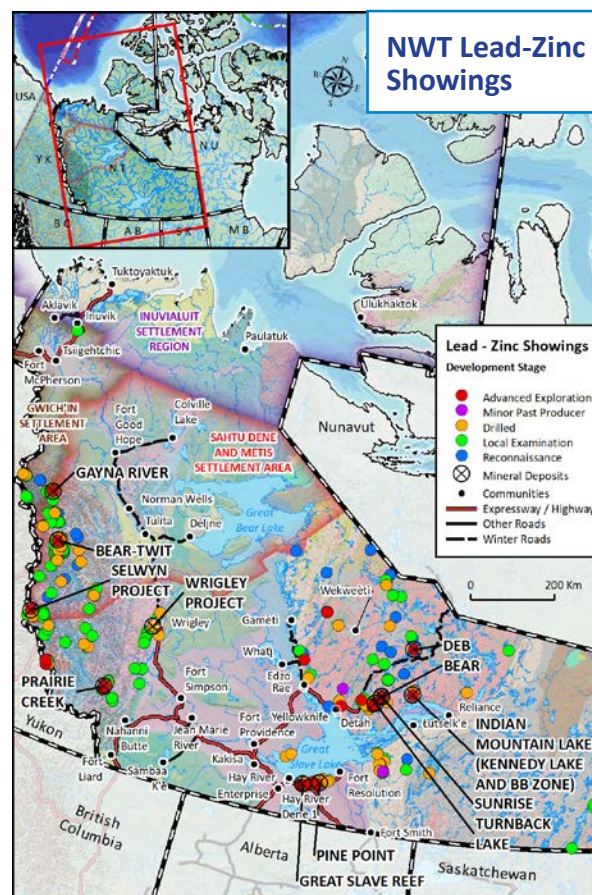 NWT Lead-Zinc
Showings
N
W
E
S
USA
YK
NT
NU
BC
AB
SK
MB
Tuktoyaktuk
Aklavik
Inuvik
INUVIALUIT
SETTLEMENT
REGION
Ulukhaktok
Paulatuk
Tsiigehtchic
Fort
McPherson
GWICH'IN
SETTLEMENT
AREA
Fort
Good
Hope
Colville
Lake
SAHTU DENE
AND METIS
SETTLEMENT AREA
Nunavut
Lead - Zinc Showings
Development Stage
Advanced Exploration
Minor Past Producer
Drilled
Local Examination
Reconnaissance
Mineral Deposits
Communities
Expressway / Highway
Other Roads
Winter Roads
0
200 Km
GAYNA RIVER
Norman Wells
Tulita
Deline
Great
Bear Lake
BEAR-TWIT
SELWYN
PROJECT
WRIGLEY
PROJECT
Wrigley
Wekweeti
Gameti
Whati
DEB
BEAR
Edzo
Rae
PRAIRIE
CREEK
Fort
Simpson
Yellowknife
Detah
Reliance
Lutselk'e
INDIAN
MOUNTAIN LAKE
(KENNEDY LAKE
AND BB ZONE)
SUNRISE
TURNBACK
LAKE
Yukon
Nahanni
Butte
Jean Marie
River
Fort
Providence
Great
Slave Lake
Fort
Liard
Sambaa
K'e
Kakisa
Hay River
Enterprise
Hay River
Dene 1
Fort
Resolution
Fort Smith
British
Columbia
Alberta
Saskatchewan
PINE POINT
GREAT SLAVE REEF